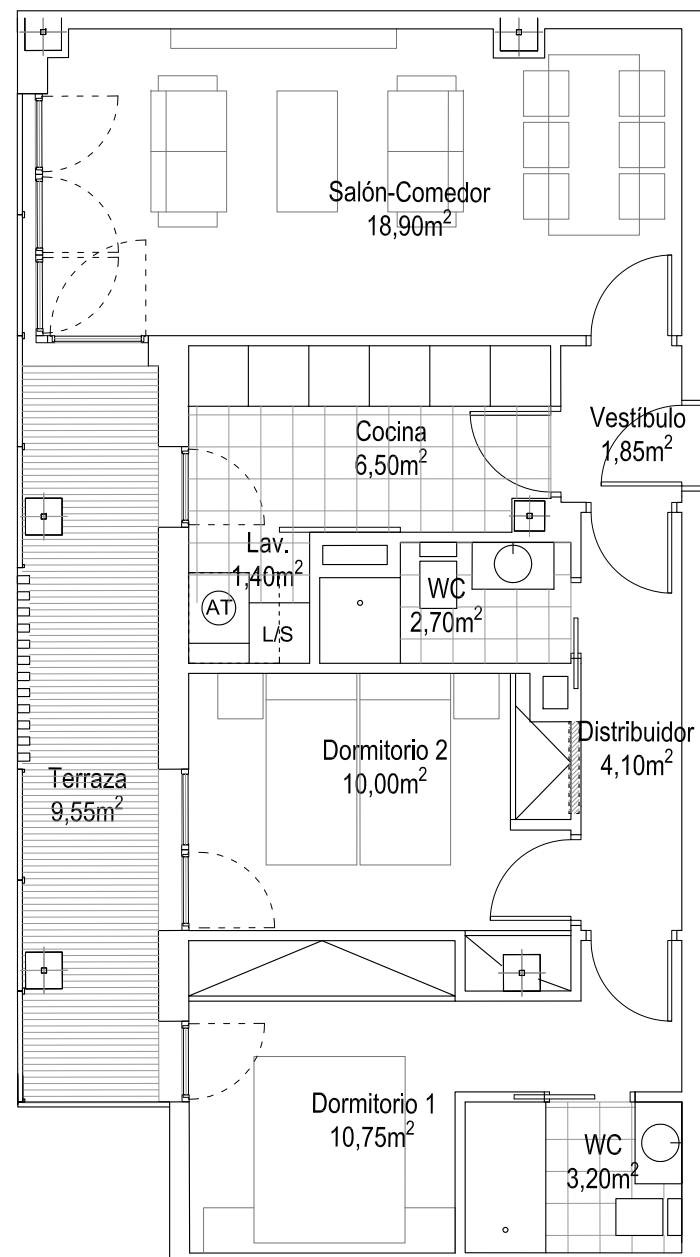 Salón-Comedor
18,90m²
Vestíbulo
1,85m²
Cocina
6,50m²
Lav.
1,40m²
AT
L/S
WC
2,70m²
Distribuidor
4,10m²
Dormitorio 2
10,00m²
Terraza
9,55m²
Dormitorio 1
10,75m²
WC
3,20m²